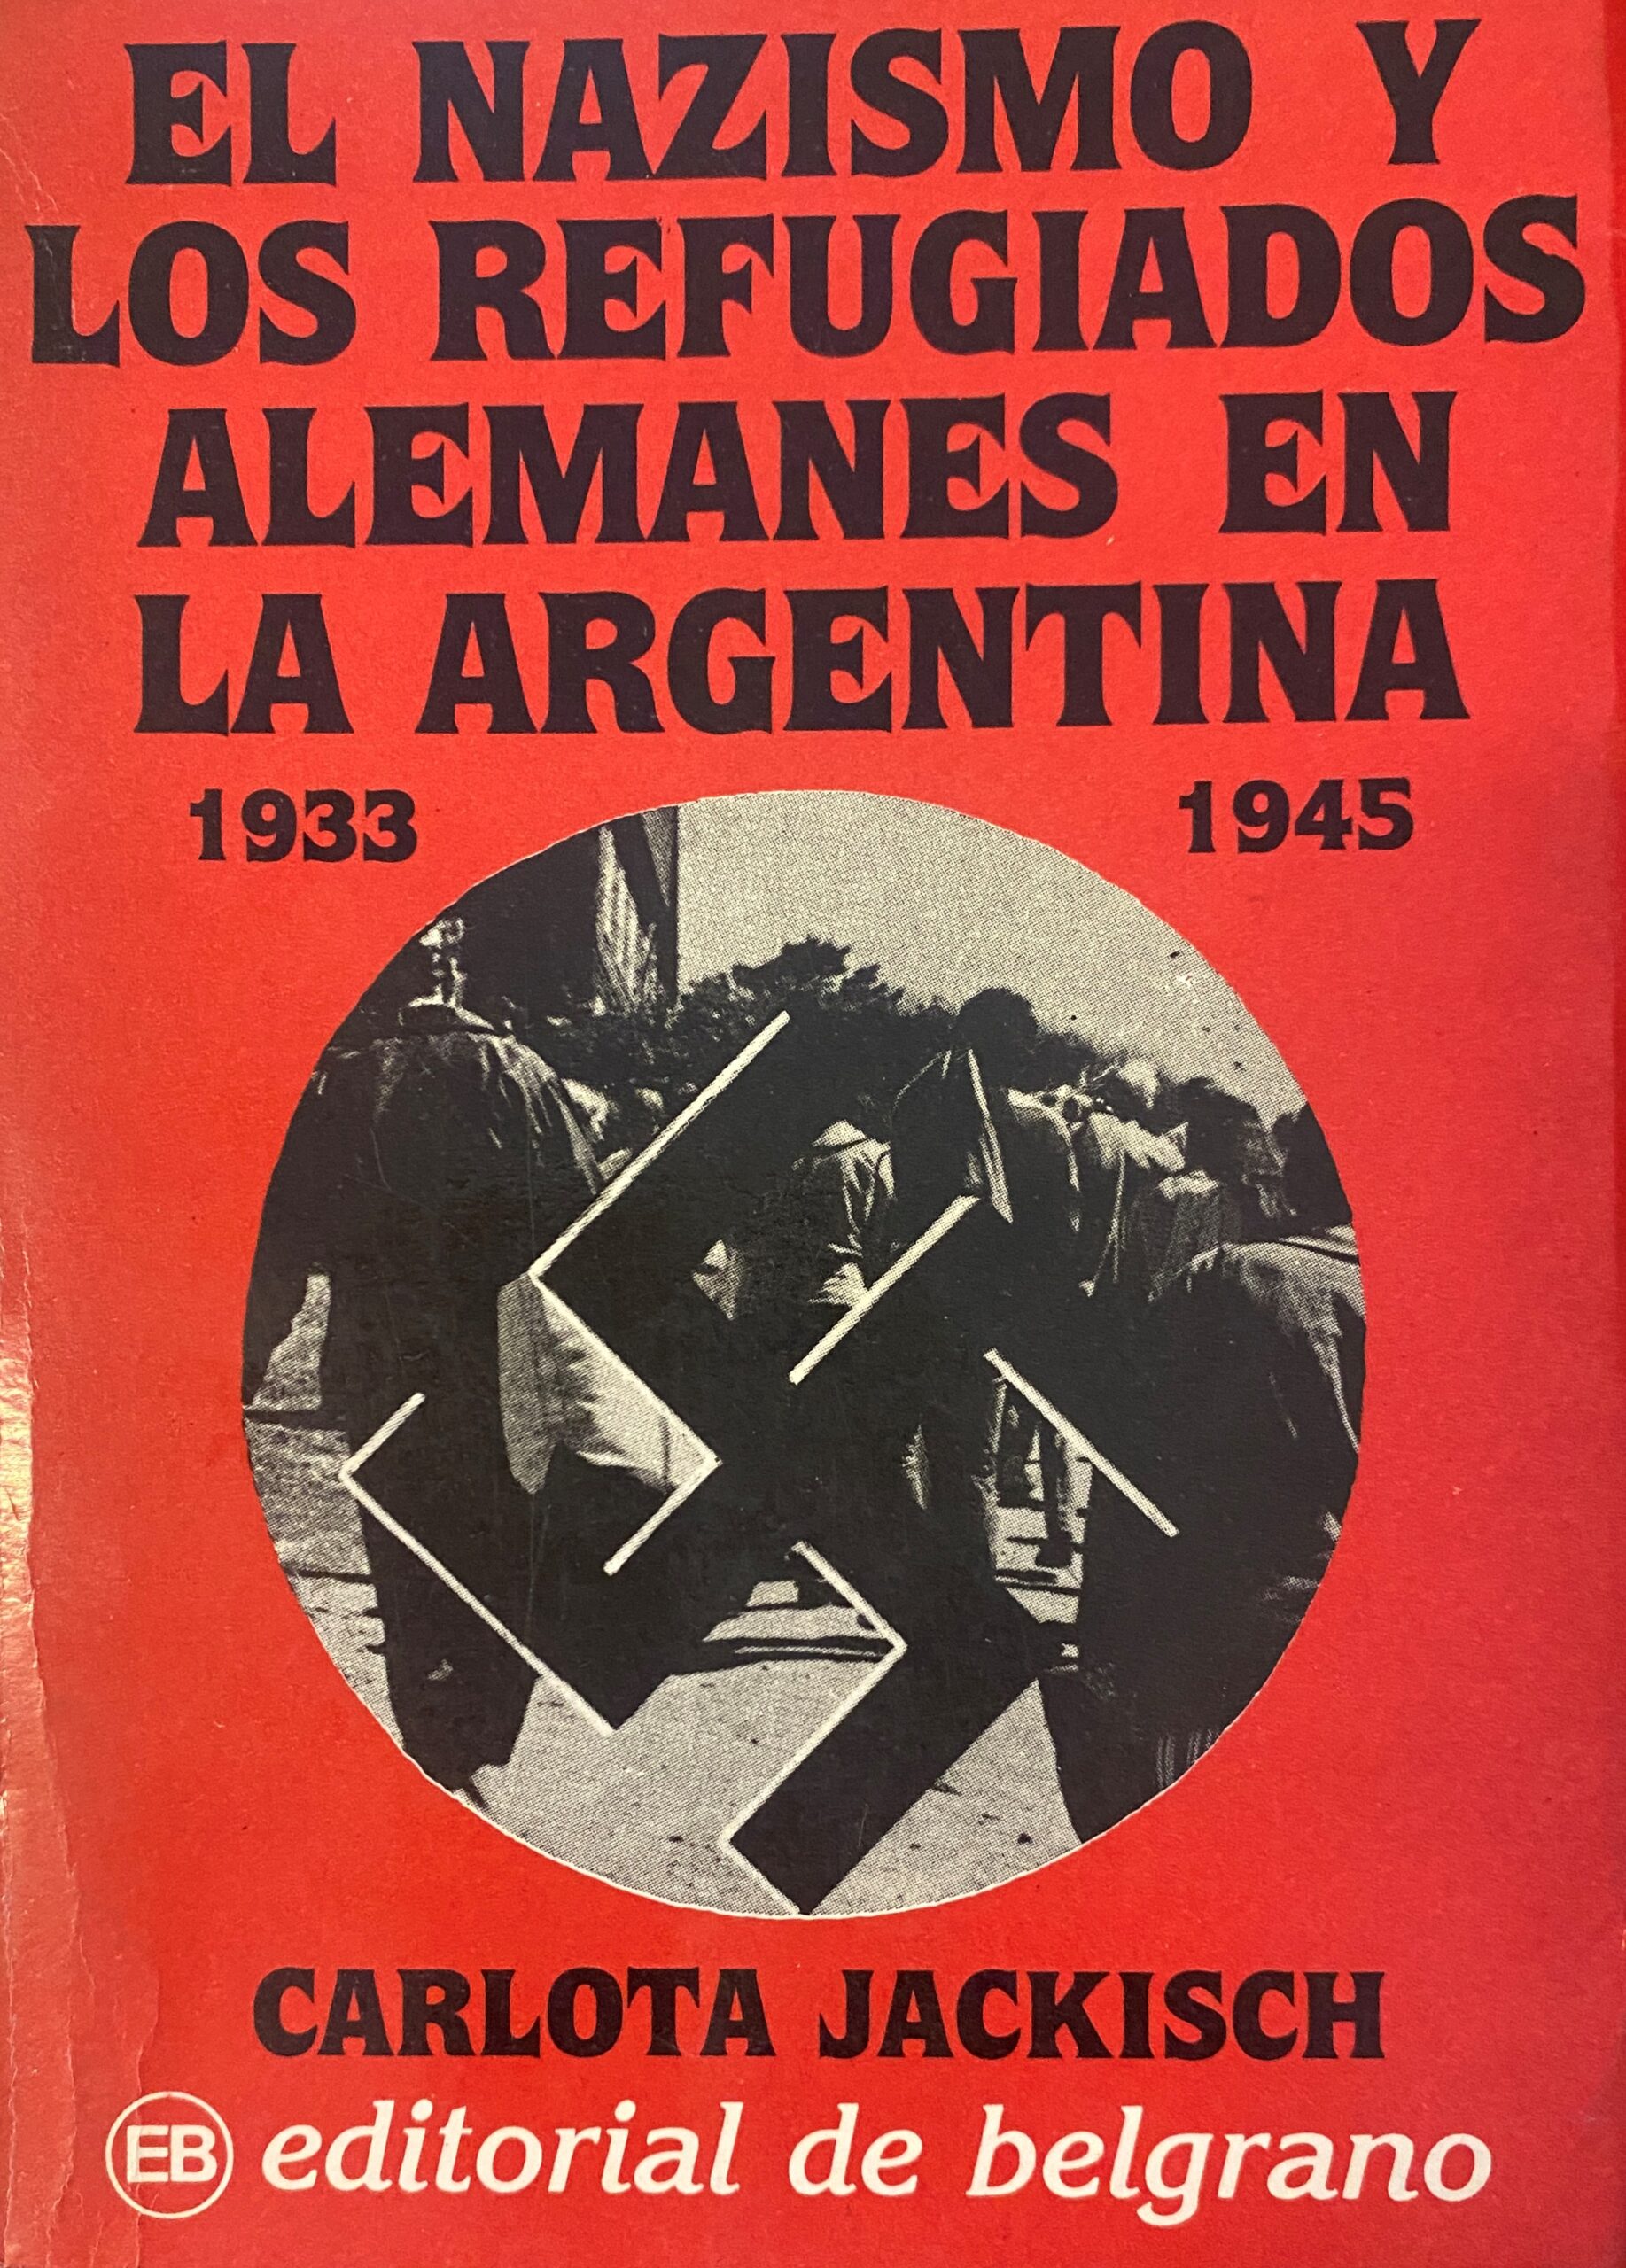 EL NAZISMO Y
LOS REFUGIADOS
ALEMANES EN
LA ARGENTINA
1933 1945
CARLOTA JACKISCH
EB editorial de belgrano